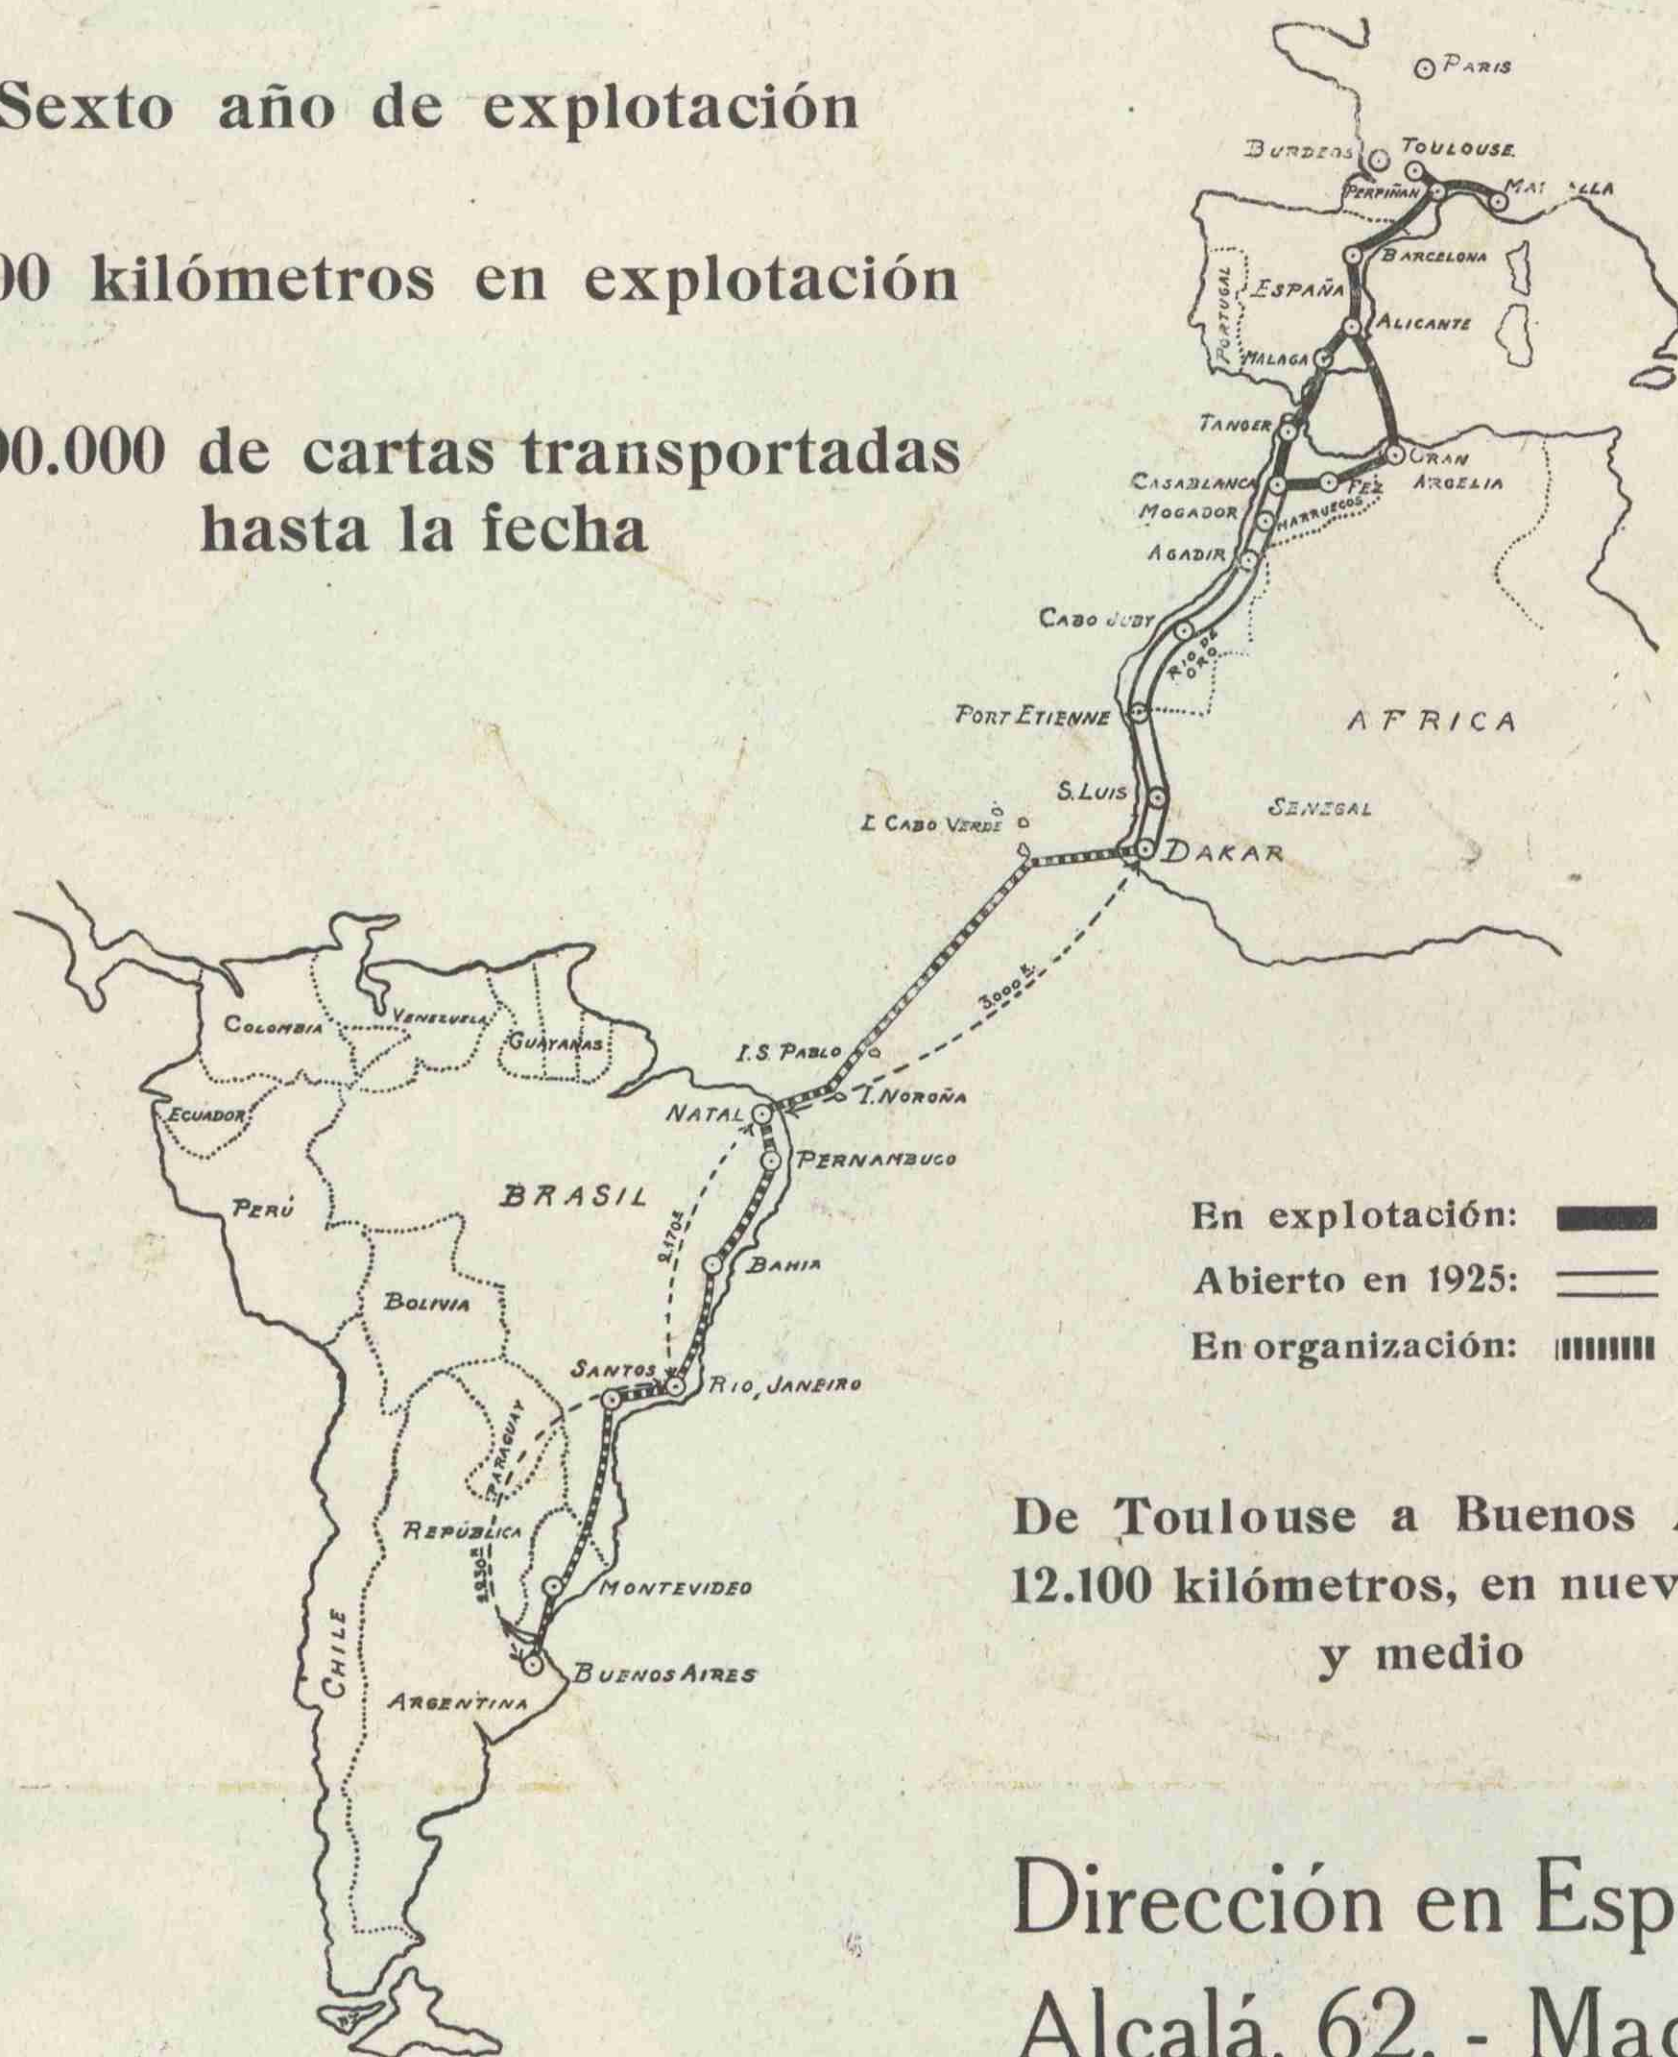 Sexto año de explotación
00 kilómetros en explotación
00.000 de cartas transportadas
hasta la fecha
PARIS
BURDEOS
TOULOUSE.
PERPIÑAN
BARCELONA
ESPAÑA
PORTUGAL
ALICANTE
MALAGA
TANGER
ORAN
CASABLANCA
FEZ
ARGELIA
MOGADOR
MARRUECOS
AGADIR
CABO JUBY
RIO DE
ORO
PORT ETIENNE
AFRICA
S. LUIS
SENEGAL
I. CABO VERDE
DAKAR
3.000 K.
COLOMBIA
VENEZUELA
GUAYANAS
I.S. PABLO
I. NOROÑA
ECUADOR
NATAL
PERNAMBUCO
BRASIL
PERÚ
2.170 K
BAHIA
BOLIVIA
SANTOS
RIO, JANEIRO
PARAGUAY
REPÚBLICA
MONTEVIDEO
CHILE
BUENOS AIRES
ARGENTINA
En explotación:
Abierto en 1925:
En organización:
De Toulouse a Buenos
12.100 kilómetros, en nuev
y medio
Dirección en Esp
Alcalá, 62. - Mad